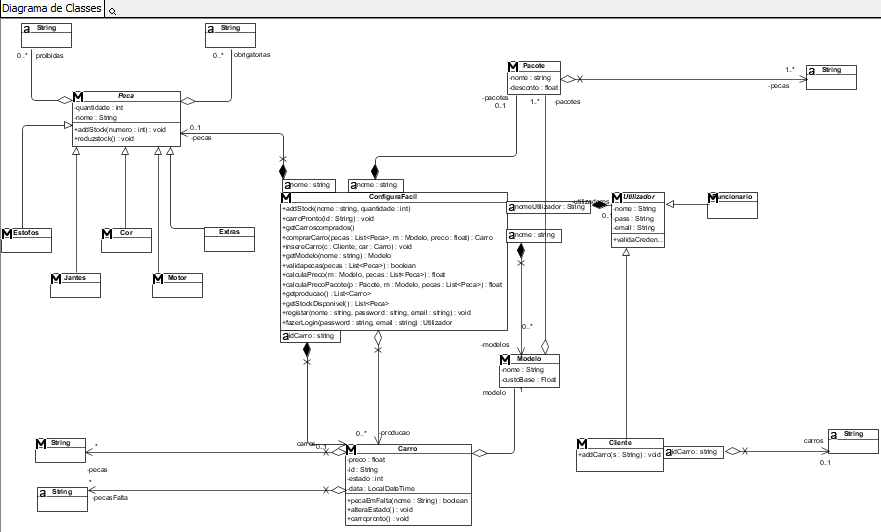 Diagrama de Classes
String
0..*
proibidas
String
0..*
obrigatorias
Peca
-quantidade : int
-nome : String
+addStock(numero : int) : void
+reduzstock() : void
0..1
-pecas
Estofos
Cor
Extras
Jantes
Motor
Pacote
-nome : string
-desconto : float
-pacotes
0..1
1..*
-pacotes
1..*
-pecas
String
nome : string
nome : string
ConfiguraFacil
+addStock(nome : string, quantidade : int)
+carroPronto(id : String) : void
+getCarroscomprados()
+comprarCarro(pecas : List<Peca>, m : Modelo, preco : float) : Carro
+insereCarro(c : Cliente, car : Carro) : void
+getModelo(nome : string) : Modelo
+validapecas(pecas : List<Peca>) : boolean
+calculaPreco(m : Modelo, pecas : List<Peca>) : float
+calculaPrecoPacote(p : Pacote, m : Modelo, pecas : List<Peca>) : float
+getproducao() : List<Carro>
+getStockDisponivel() : List<Peca>
+registar(nome : string, password : string, email : string) : void
+fazerLogin(password : string, email : string) : Utilizador
idCarro : string
nomeUtilizador : String
nome : string
utilizadores
0..1
Utilizador
-nome : String
-pass : String
-email : String
+validaCreden...
Funcionario
0..*
-modelos
Modelo
-nome : String
-custoBase : Float
modelo
1
0..*
-producao
carros
0..1
Carro
-preco : float
-id : String
-estado : int
-data : LocalDateTime
+pecaEmFalta(nome : String) : boolean
+alteraEstado() : void
+carropronto() : void
String
*
-pecas
String
*
-pecasFalta
Cliente
+addCarro(s : String) : void
idCarro : string
carros
0..1
String